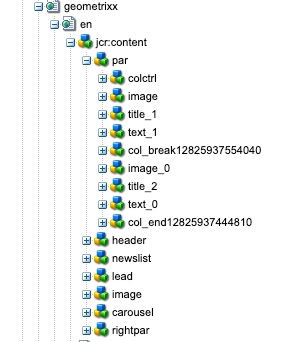 geometrixx
en
jcr:content
par
colctrl
image
title_1
text_1
col_break12825937554040
image_0
title_2
text_0
col_end12825937444810
header
newslist
lead
image
carousel
rightpar